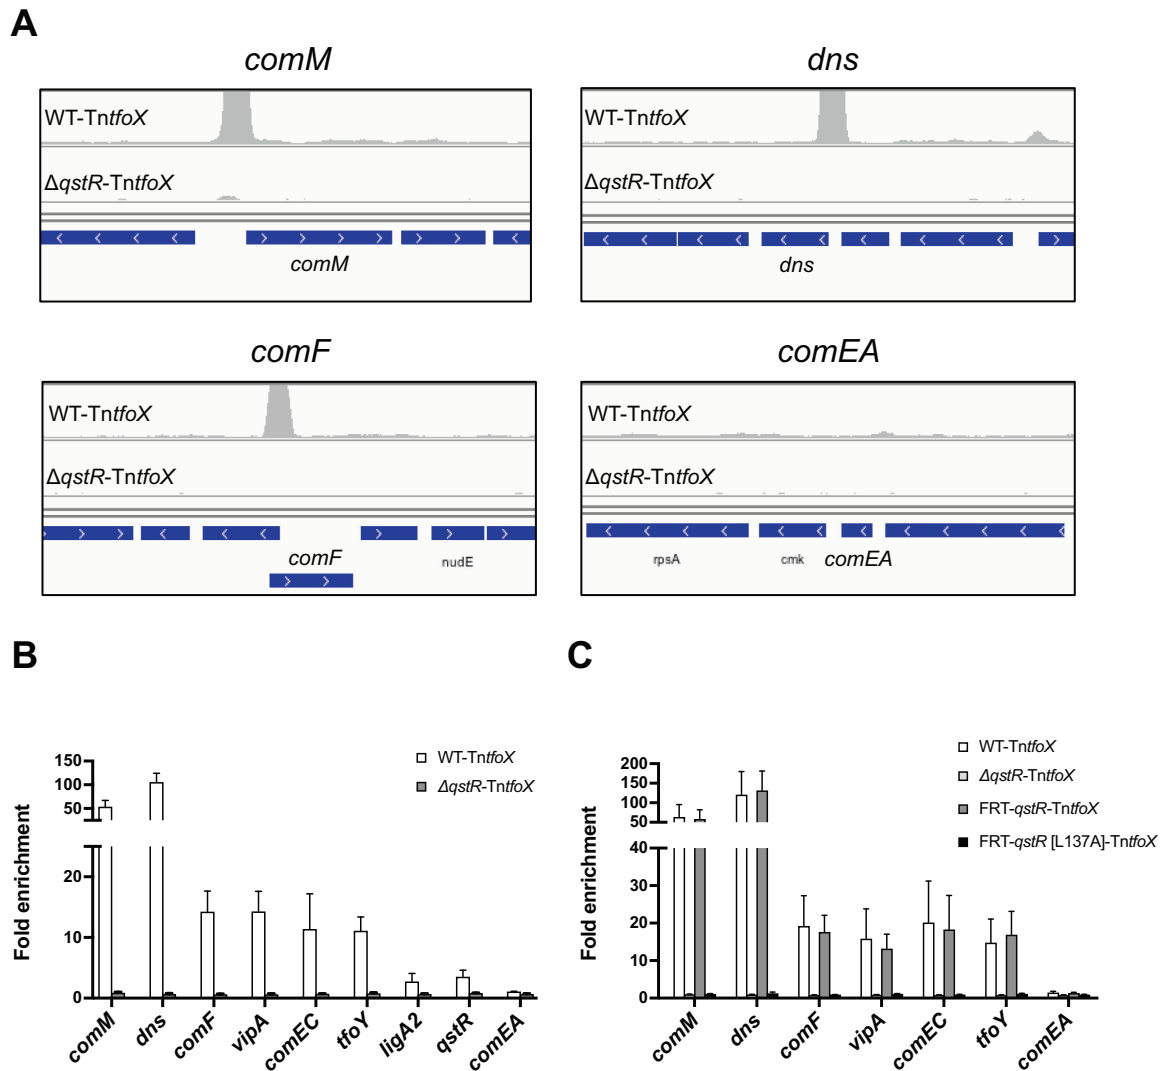 A
comM
WT-TntfoX
ΔqstR-TntfoX
comM
dns
WT-TntfoX
ΔqstR-TntfoX
dns
comF
WT-TntfoX
ΔqstR-TntfoX
comF
nudE
comEA
WT-TntfoX
ΔqstR-TntfoX
rpsA cmk comEA
B
Fold enrichment
150
100
50
20
10
0
WT-TntfoX
ΔqstR-TntfoX
comM dns comF vipA comEC tfoY ligA2 qstR comEA
C
Fold enrichment
200
150
100
50
40
30
20
10
0
WT-TntfoX
ΔqstR-TntfoX
FRT-qstR-TntfoX
FRT-qstR [L137A]-TntfoX
comM dns comF vipA comEC tfoY comEA